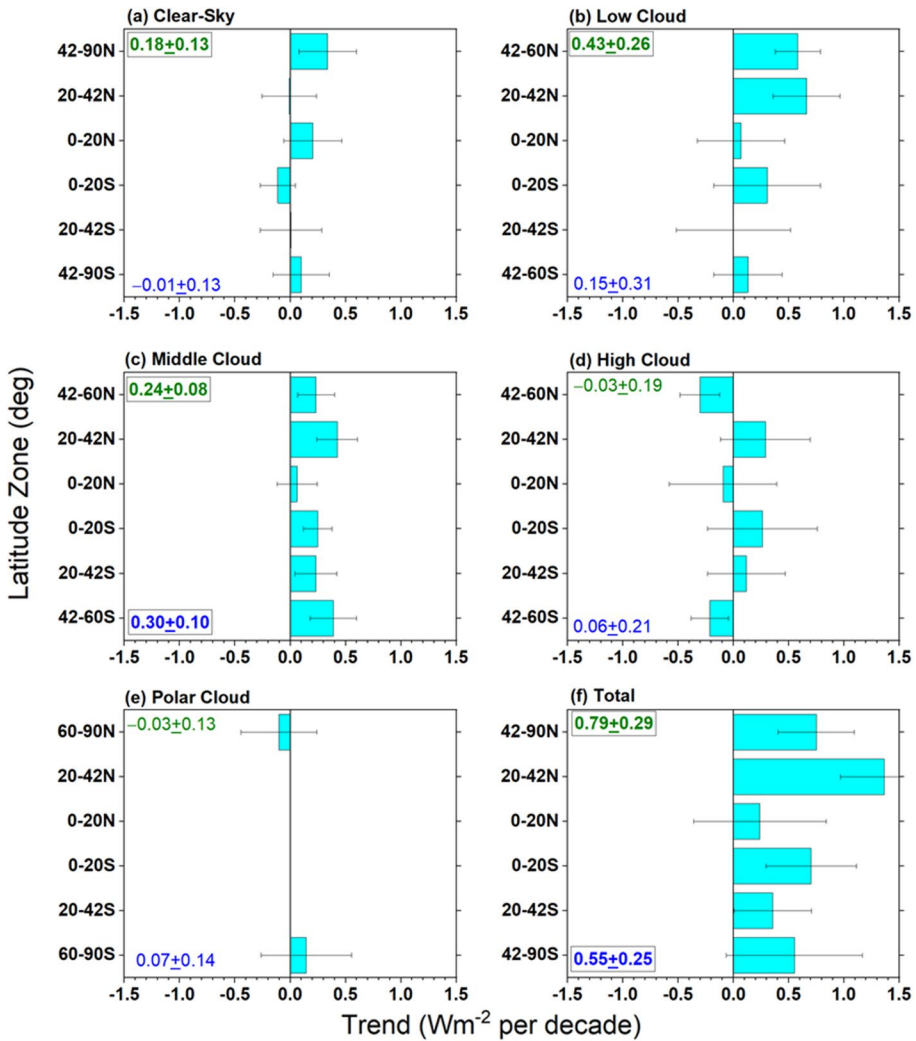 (a) Clear-Sky
0.18±0.13
42-90N
20-42N
0-20N
0-20S
20-42S
42-90S
−0.01±0.13
-1.5 -1.0 -0.5 0.0 0.5 1.0 1.5
(b) Low Cloud
0.43±0.26
42-60N
20-42N
0-20N
0-20S
20-42S
42-60S
0.15±0.31
-1.5 -1.0 -0.5 0.0 0.5 1.0 1.5
Latitude Zone (deg)
(c) Middle Cloud
0.24±0.08
42-60N
20-42N
0-20N
0-20S
20-42S
42-60S
0.30±0.10
-1.5 -1.0 -0.5 0.0 0.5 1.0 1.5
(d) High Cloud
−0.03±0.19
42-60N
20-42N
0-20N
0-20S
20-42S
42-60S
0.06±0.21
-1.5 -1.0 -0.5 0.0 0.5 1.0 1.5
(e) Polar Cloud
−0.03±0.13
60-90N
20-42N
0-20N
0-20S
20-42S
60-90S
0.07±0.14
-1.5 -1.0 -0.5 0.0 0.5 1.0 1.5
(f) Total
0.79±0.29
42-90N
20-42N
0-20N
0-20S
20-42S
42-90S
0.55±0.25
-1.5 -1.0 -0.5 0.0 0.5 1.0 1.5
Trend (Wm⁻² per decade)